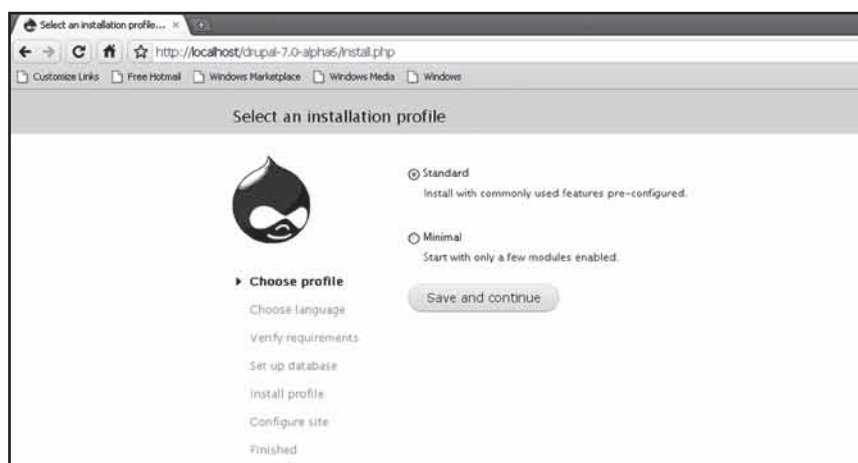 Select an installation profile...
http://localhost/drupal-7.0-alpha6/install.php
Customize Links
Free Hotmail
Windows Marketplace
Windows Media
Windows
Select an installation profile
Standard
Install with commonly used features pre-configured.
Minimal
Start with only a few modules enabled.
Save and continue
Choose profile
Choose language
Verify requirements
Set up database
Install profile
Configure site
Finished